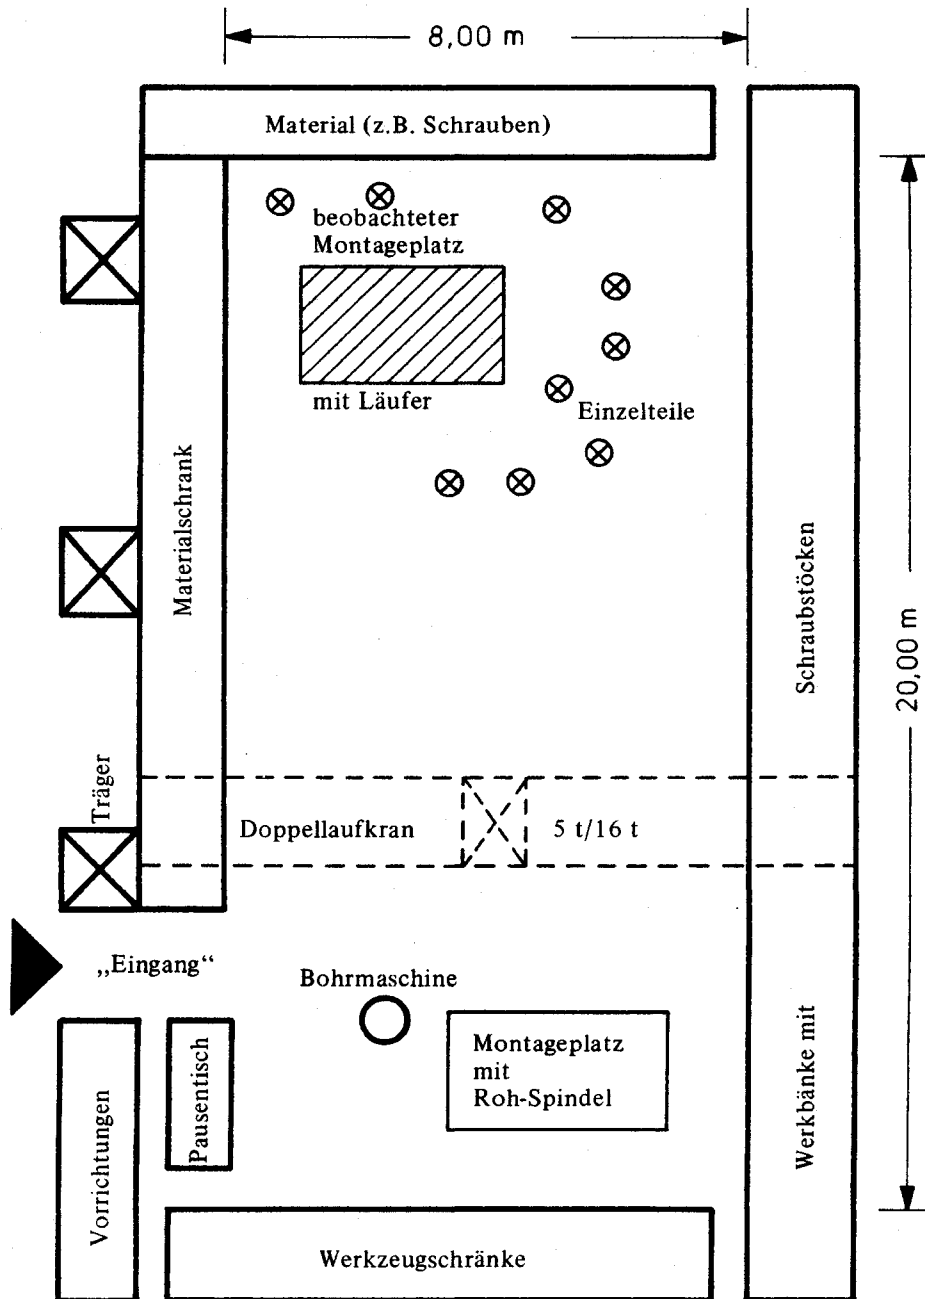 8,00 m
Material (z.B. Schrauben)
beobachteter
Montageplatz
mit Läufer
Einzelteile
Materialschrank
Schraubstöcken
20,00 m
Träger
Doppellaufkran
5 t/16 t
„Eingang“
Bohrmaschine
Montageplatz
mit
Roh-Spindel
Pausentisch
Vorrichtungen
Werkbänke mit
Werkzeugschränke